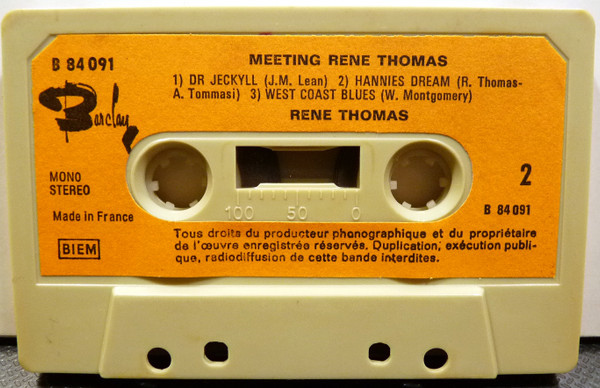 B 84 091
MEETING RENE THOMAS
1) DR JECKYLL (J.M. Lean) 2) HANNIES DREAM (R. Thomas-
A. Tommasi) 3) WEST COAST BLUES (W. Montgomery)
RENE THOMAS
Barclay
MONO
STEREO
2
100 50 0
Made in France
B 84 091
BIEM
Tous droits du producteur phonographique et du propriétaire
de l'œuvre enregistrée réservés. Duplication, exécution publi-
que, radiodiffusion de cette bande interdites.